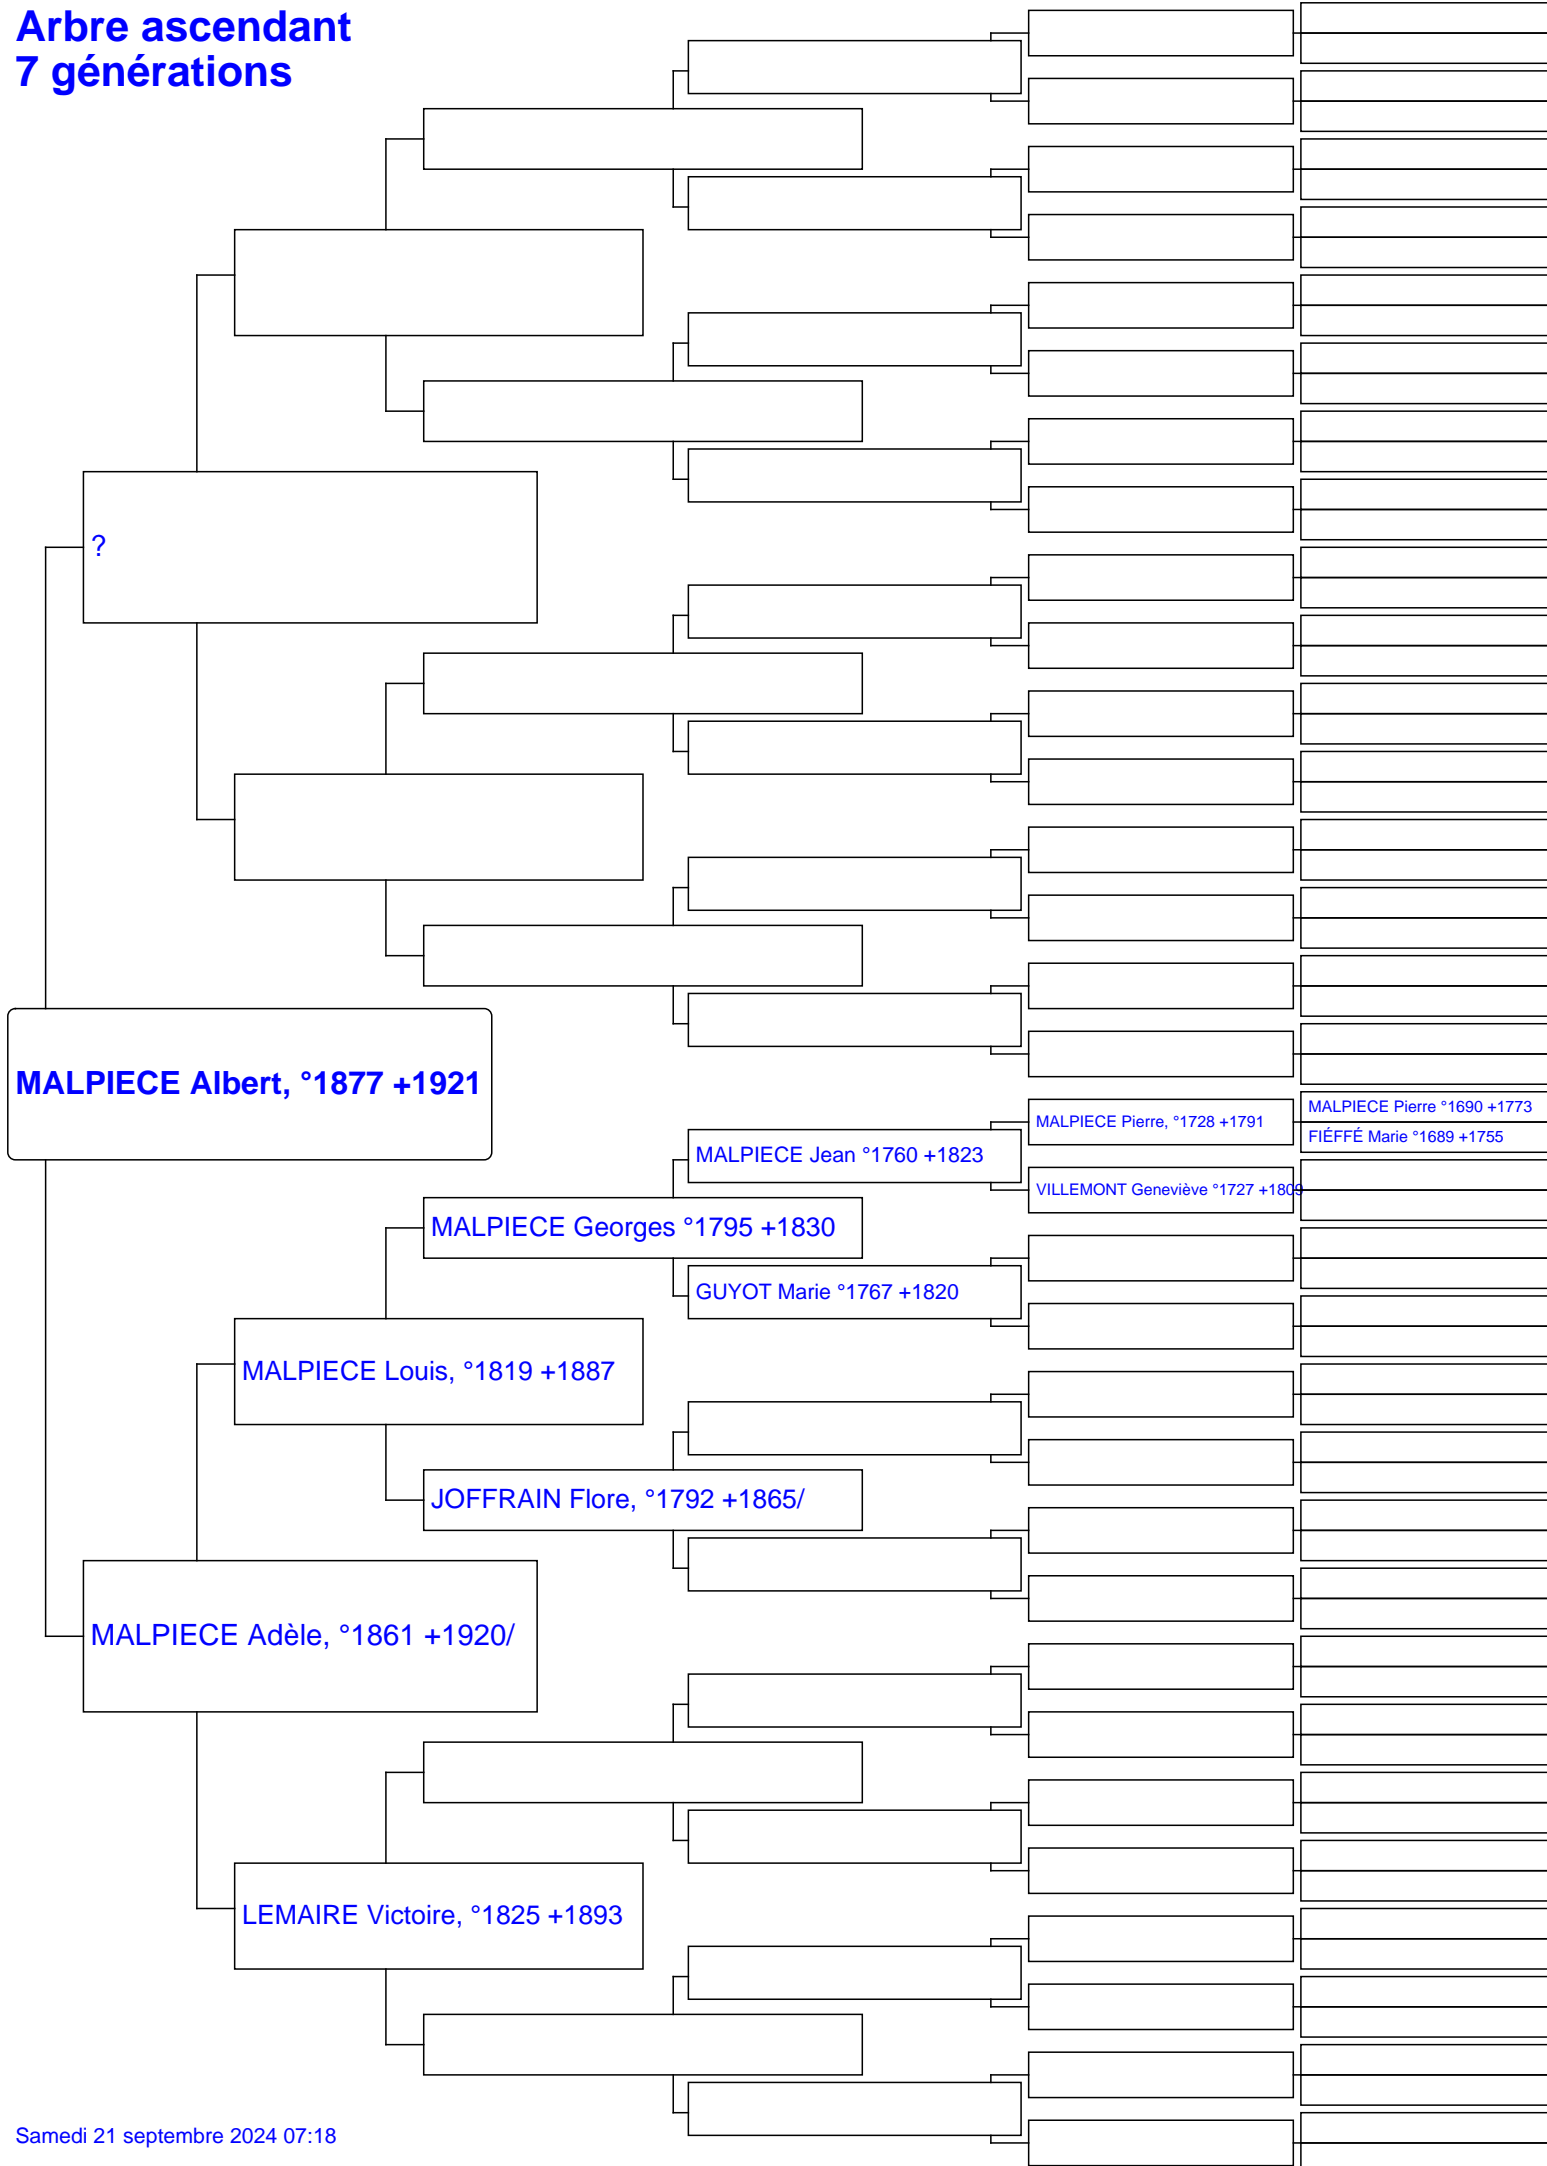 Arbre ascendant
7 générations
?
MALPIECE Albert, °1877 +1921
MALPIECE Pierre, °1728 +1791
MALPIECE Pierre °1690 +1773
FIÉFFÉ Marie °1689 +1755
MALPIECE Jean °1760 +1823
VILLEMONT Geneviève °1727 +1809
MALPIECE Georges °1795 +1830
GUYOT Marie °1767 +1820
MALPIECE Louis, °1819 +1887
JOFFRAIN Flore, °1792 +1865/
MALPIECE Adèle, °1861 +1920/
LEMAIRE Victoire, °1825 +1893
Samedi 21 septembre 2024 07:18